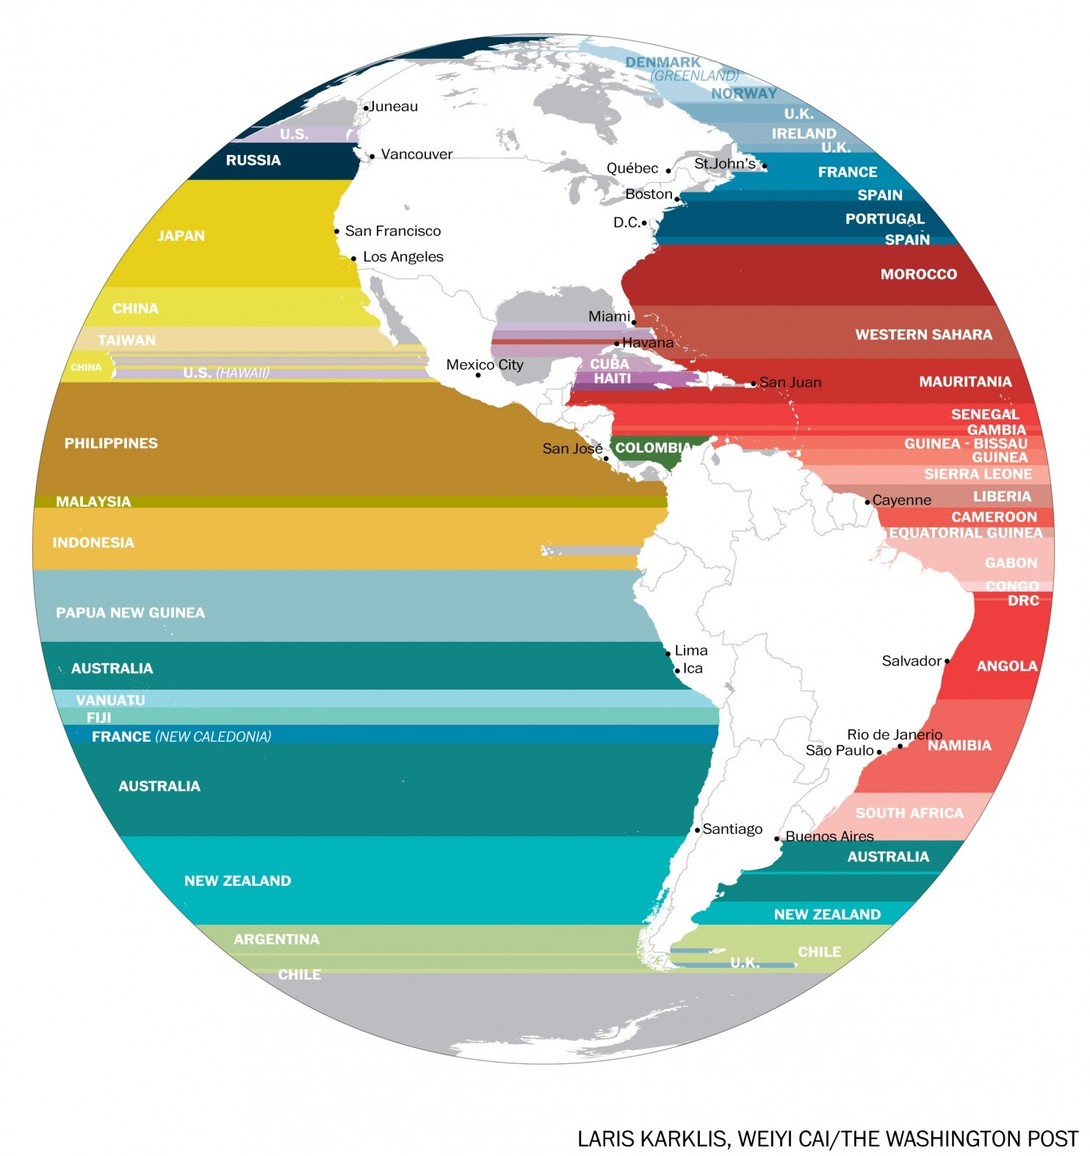 DENMARK
(GREENLAND)
NORWAY
Juneau
U.K.
U.S.
IRELAND
U.K.
Vancouver
RUSSIA
St.John's
Québec
FRANCE
Boston
SPAIN
D.C.
PORTUGAL
San Francisco
JAPAN
SPAIN
Los Angeles
MOROCCO
CHINA
Miami
WESTERN SAHARA
TAIWAN
Havana
CHINA
U.S. (HAWAII)
Mexico City
CUBA
HAITI
San Juan
MAURITANIA
SENEGAL
GAMBIA
PHILIPPINES
GUINEA - BISSAU
San José
COLOMBIA
GUINEA
SIERRA LEONE
MALAYSIA
Cayenne
LIBERIA
CAMEROON
EQUATORIAL GUINEA
INDONESIA
GABON
CONGO
DRC
PAPUA NEW GUINEA
Lima
Ica
Salvador
ANGOLA
AUSTRALIA
VANUATU
FIJI
FRANCE (NEW CALEDONIA)
Rio de Janerio
NAMIBIA
São Paulo
AUSTRALIA
SOUTH AFRICA
Santiago
Buenos Aires
AUSTRALIA
NEW ZEALAND
NEW ZEALAND
ARGENTINA
CHILE
U.K.
CHILE
LARIS KARKLIS, WEIYI CAI/THE WASHINGTON POST